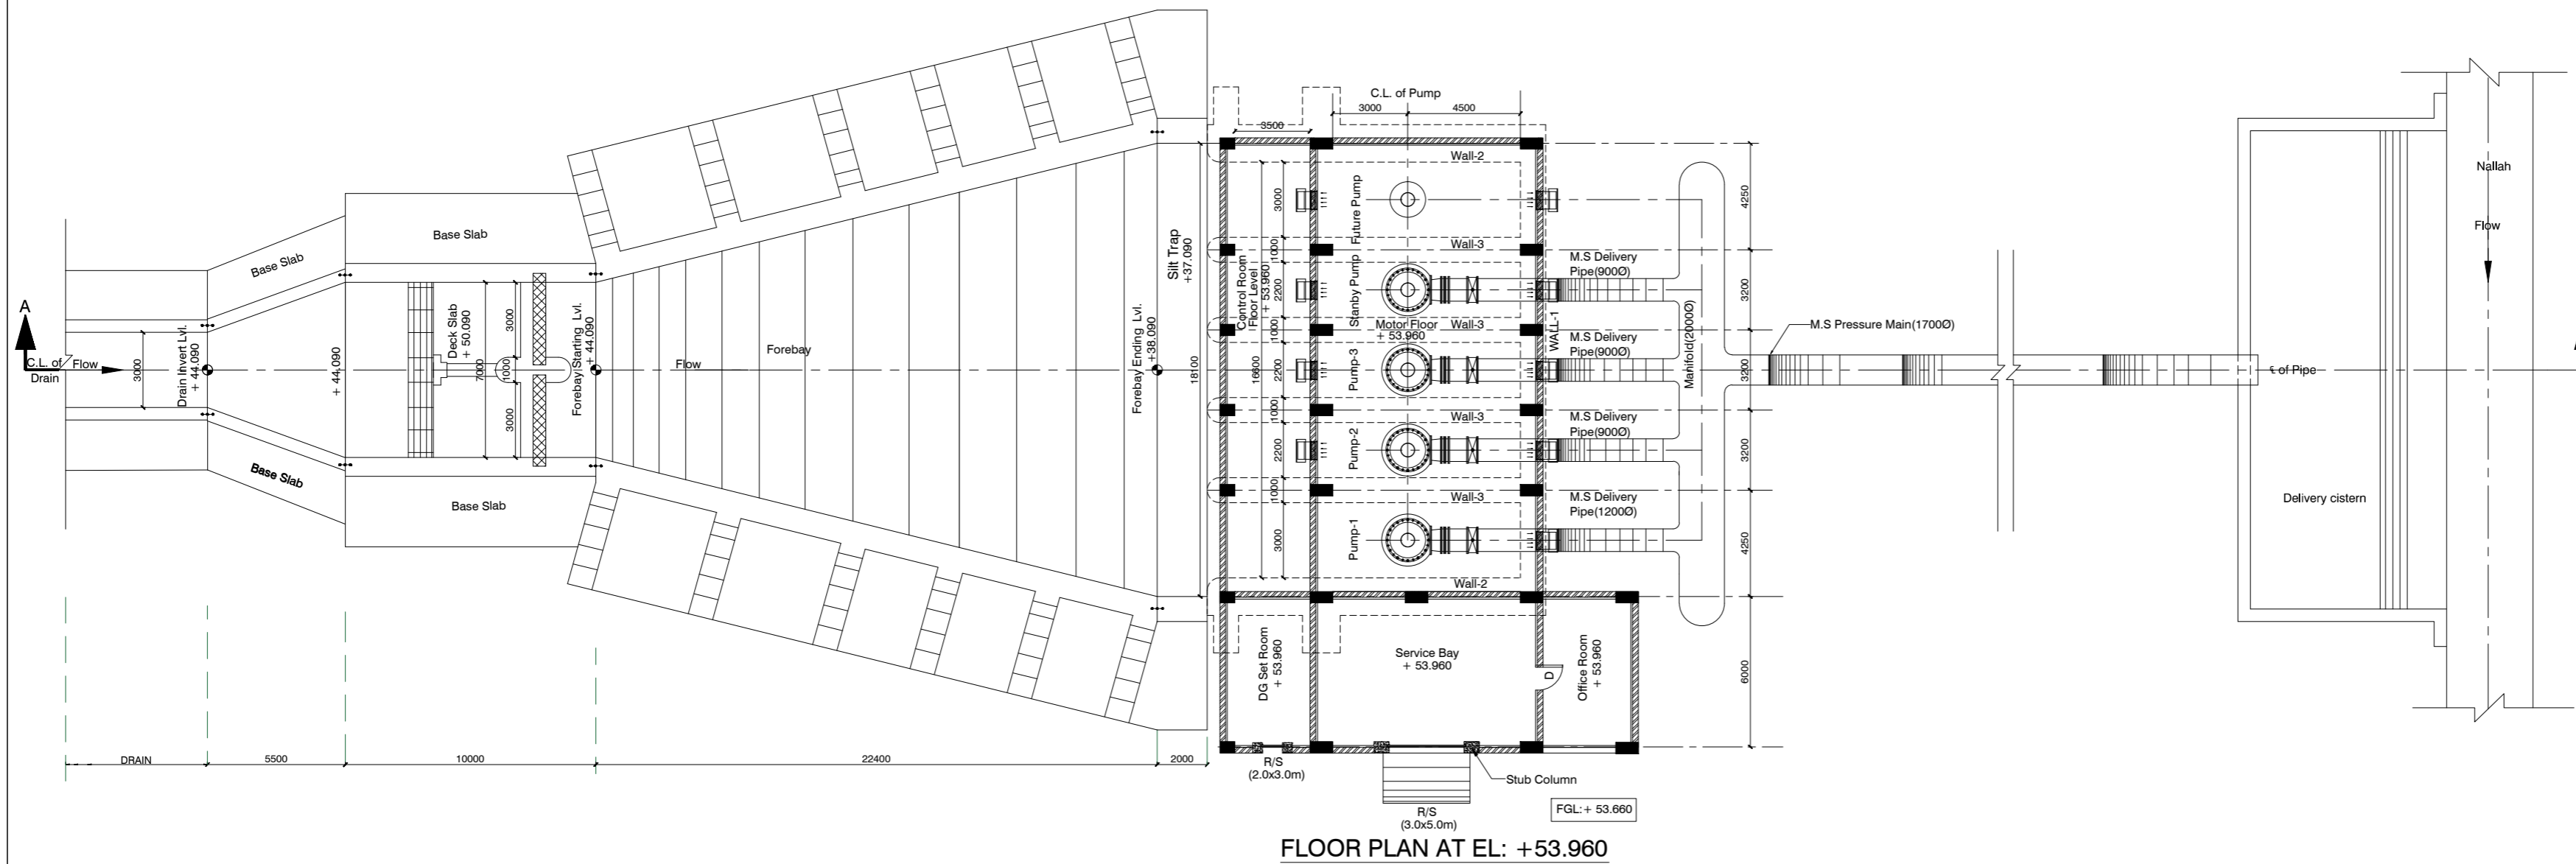 C.L. of Pump
3000
4500
3500
Wall-2
Nallah
Flow
Base Slab
Base Slab
Silt Trap
+37.090
3000
Future Pump
4250
Wall-3
1000
Control Room
Floor Level
+ 53.960
2200
Stanby Pump
M.S Delivery
Pipe(900Ø)
3200
A
C.L. of
Drain
Flow
3000
Drain Invert Lvl.
+ 44.090
+ 44.090
Deck Slab
+ 50.090
7000
3000
1000
3000
Forebay Starting Lvl.
+ 44.090
Flow
Forebay
Forebay Ending Lvl.
+38.090
18100
16600
1000
Motor Floor
+ 53.960
Wall-3
WALL-1
Manifold(2000Ø)
M.S Pressure Main(1700Ø)
M.S Delivery
Pipe(900Ø)
2200
Pump-3
3200
℄ of Pipe
1000
Wall-3
M.S Delivery
Pipe(900Ø)
2200
Pump-2
3200
Base Slab
Base Slab
1000
Wall-3
M.S Delivery
Pipe(1200Ø)
Delivery cistern
3000
Pump-1
4250
Wall-2
DG Set Room
+ 53.960
Service Bay
+ 53.960
D
Office Room
+ 53.960
6000
DRAIN
5500
10000
22400
2000
R/S
(2.0x3.0m)
Stub Column
R/S
(3.0x5.0m)
FGL:+ 53.660
FLOOR PLAN AT EL: +53.960